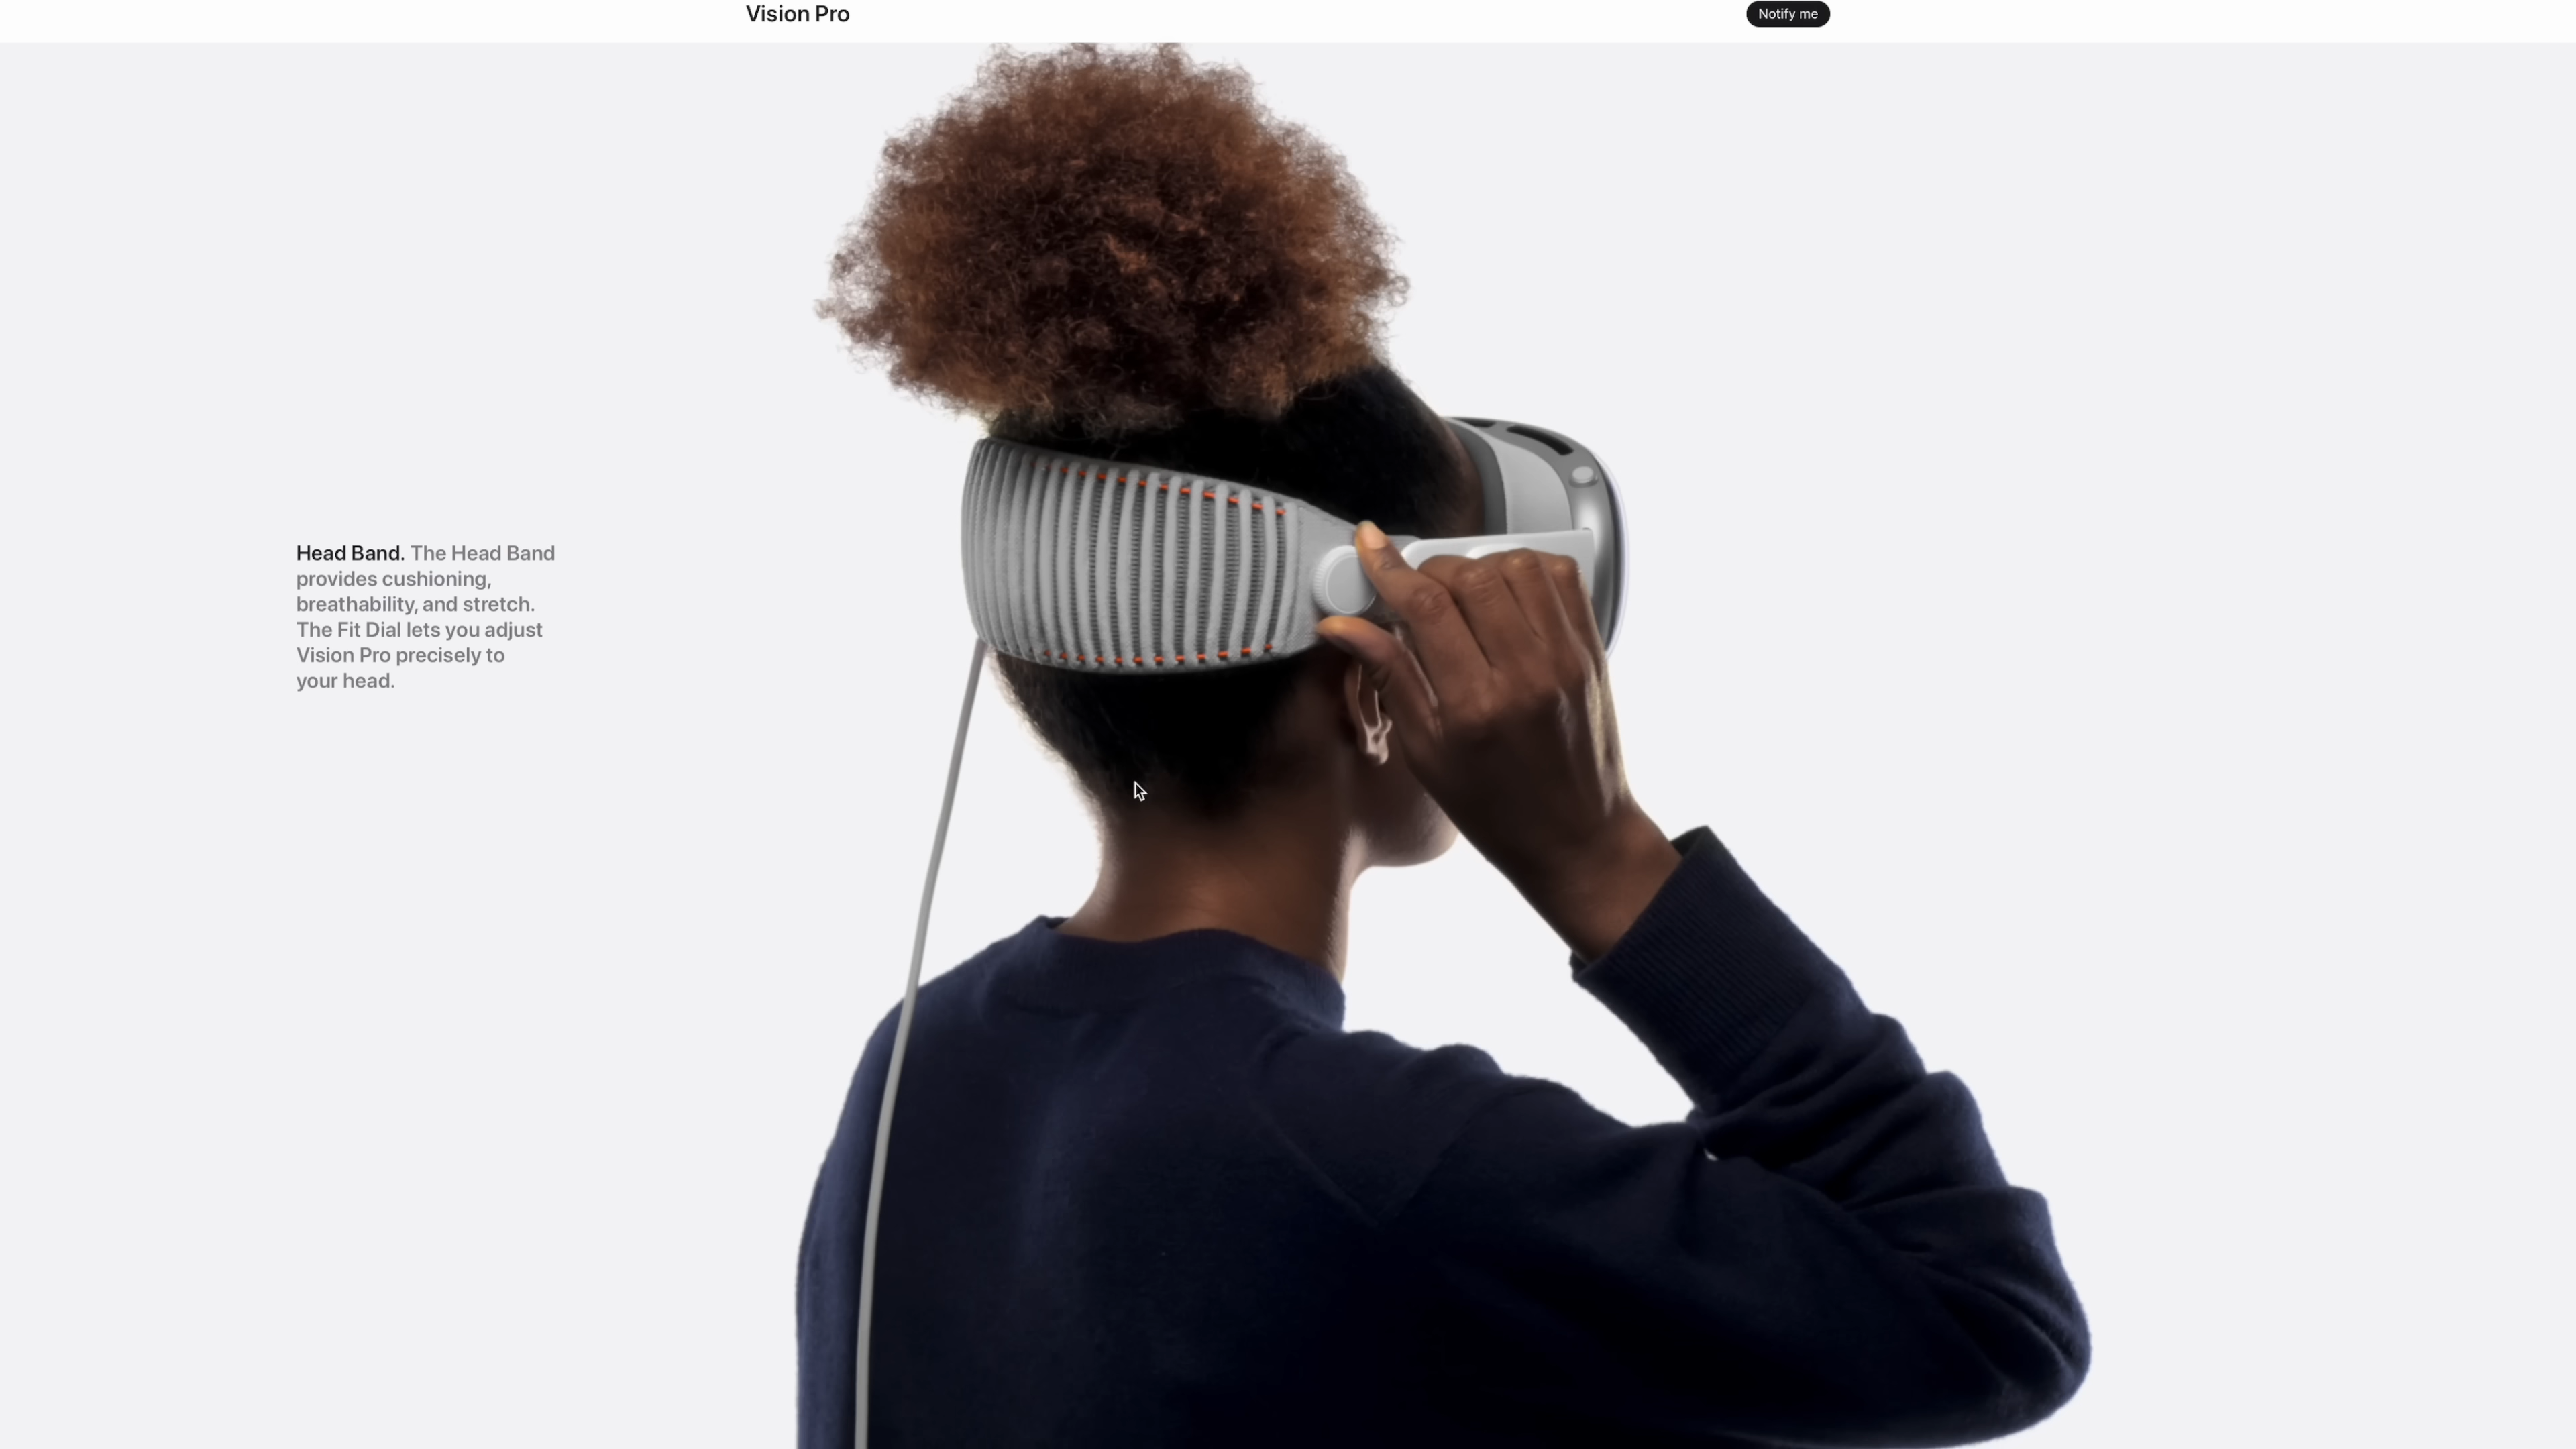 Vision Pro
Notify me
Head Band. The Head Band
provides cushioning,
breathability, and stretch.
The Fit Dial lets you adjust
Vision Pro precisely to
your head.